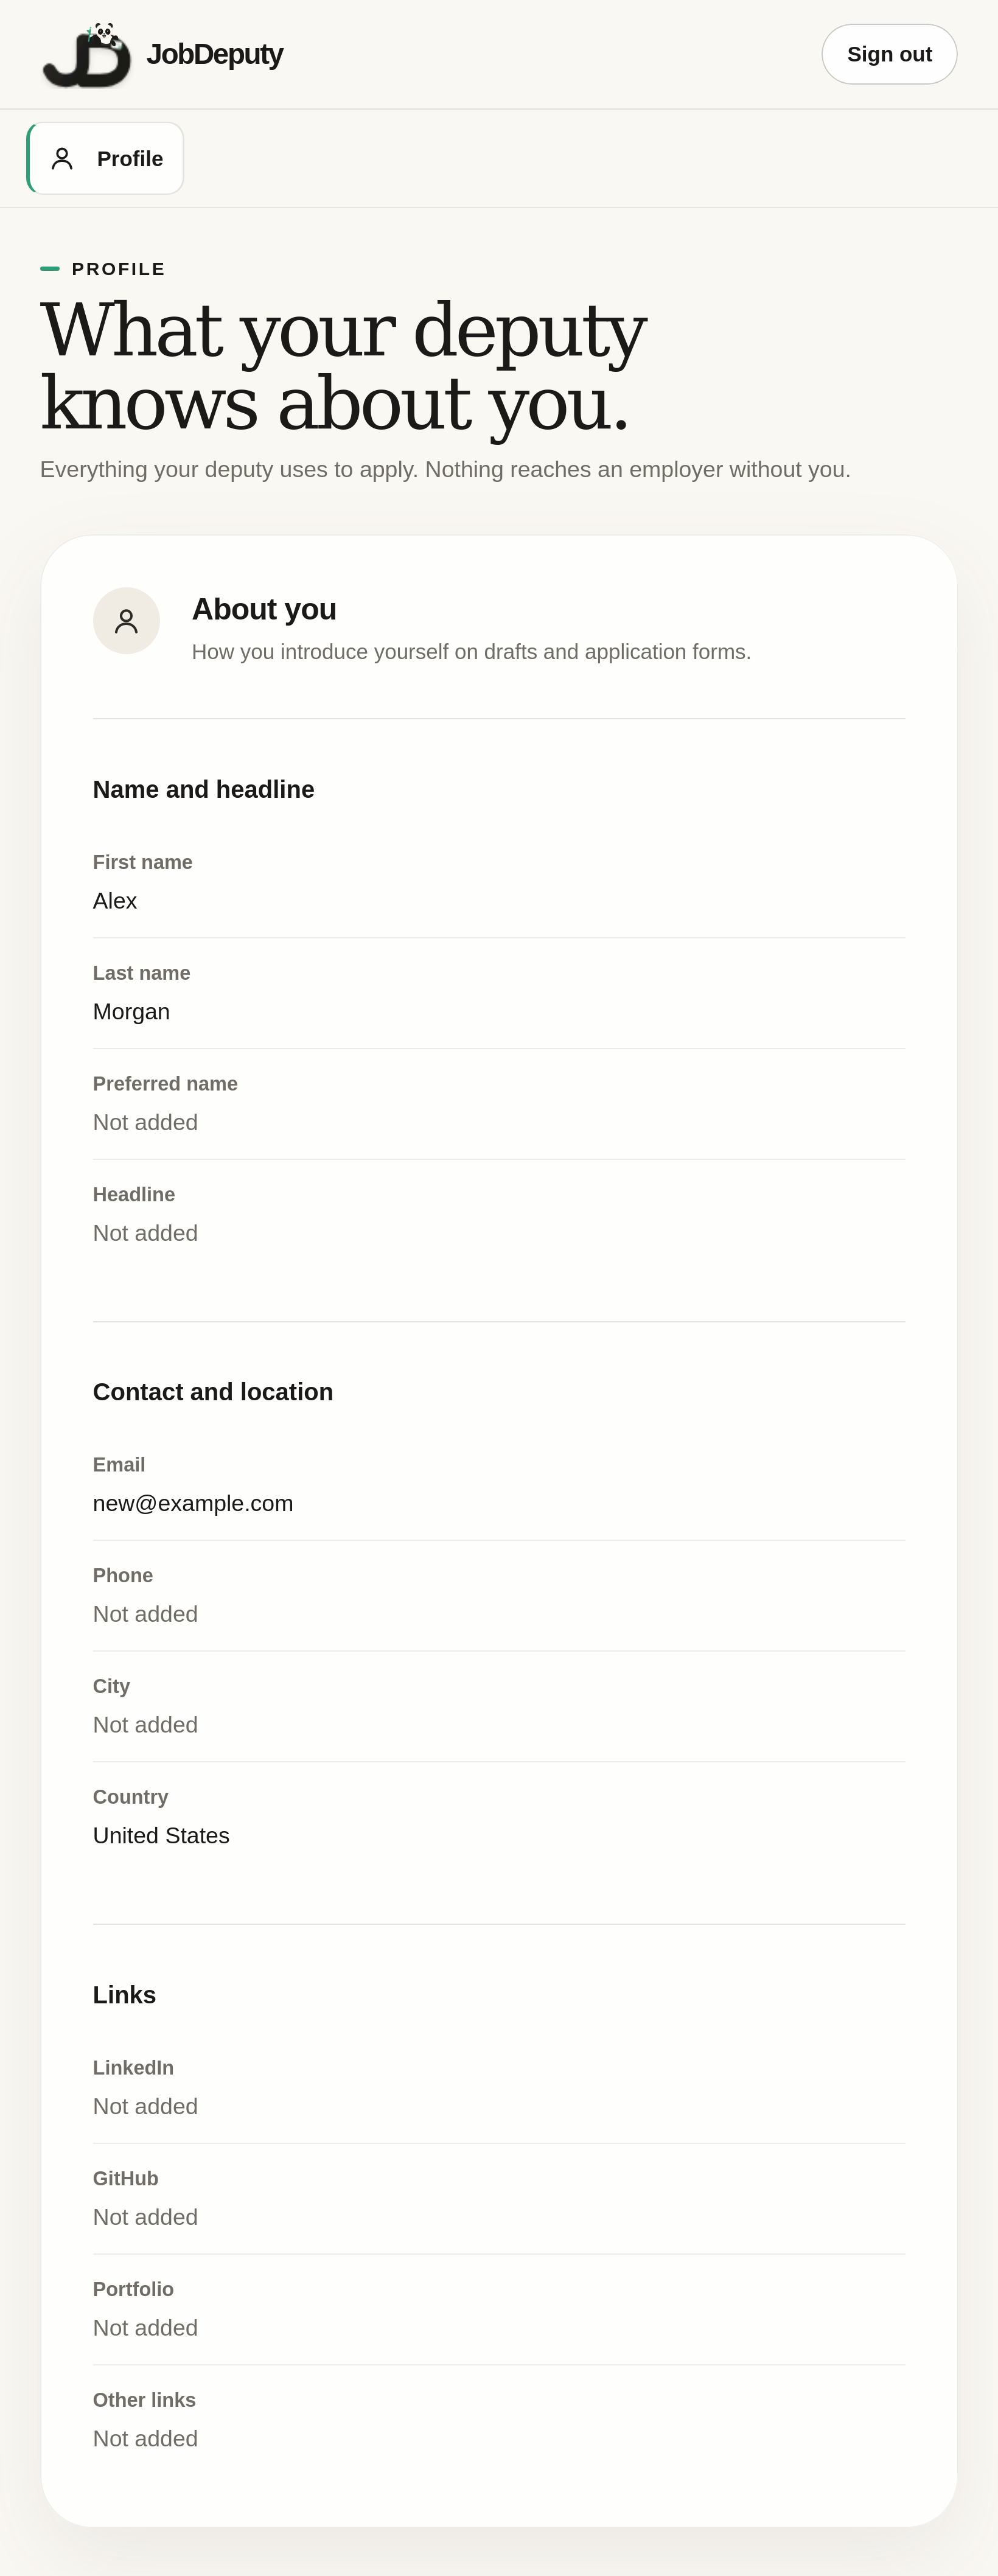 JD
JobDeputy
Sign out
Profile
PROFILE
What your deputy
knows about you.
Everything your deputy uses to apply. Nothing reaches an employer without you.
About you
How you introduce yourself on drafts and application forms.
Name and headline
First name
Alex
Last name
Morgan
Preferred name
Not added
Headline
Not added
Contact and location
Email
new@example.com
Phone
Not added
City
Not added
Country
United States
Links
LinkedIn
Not added
GitHub
Not added
Portfolio
Not added
Other links
Not added